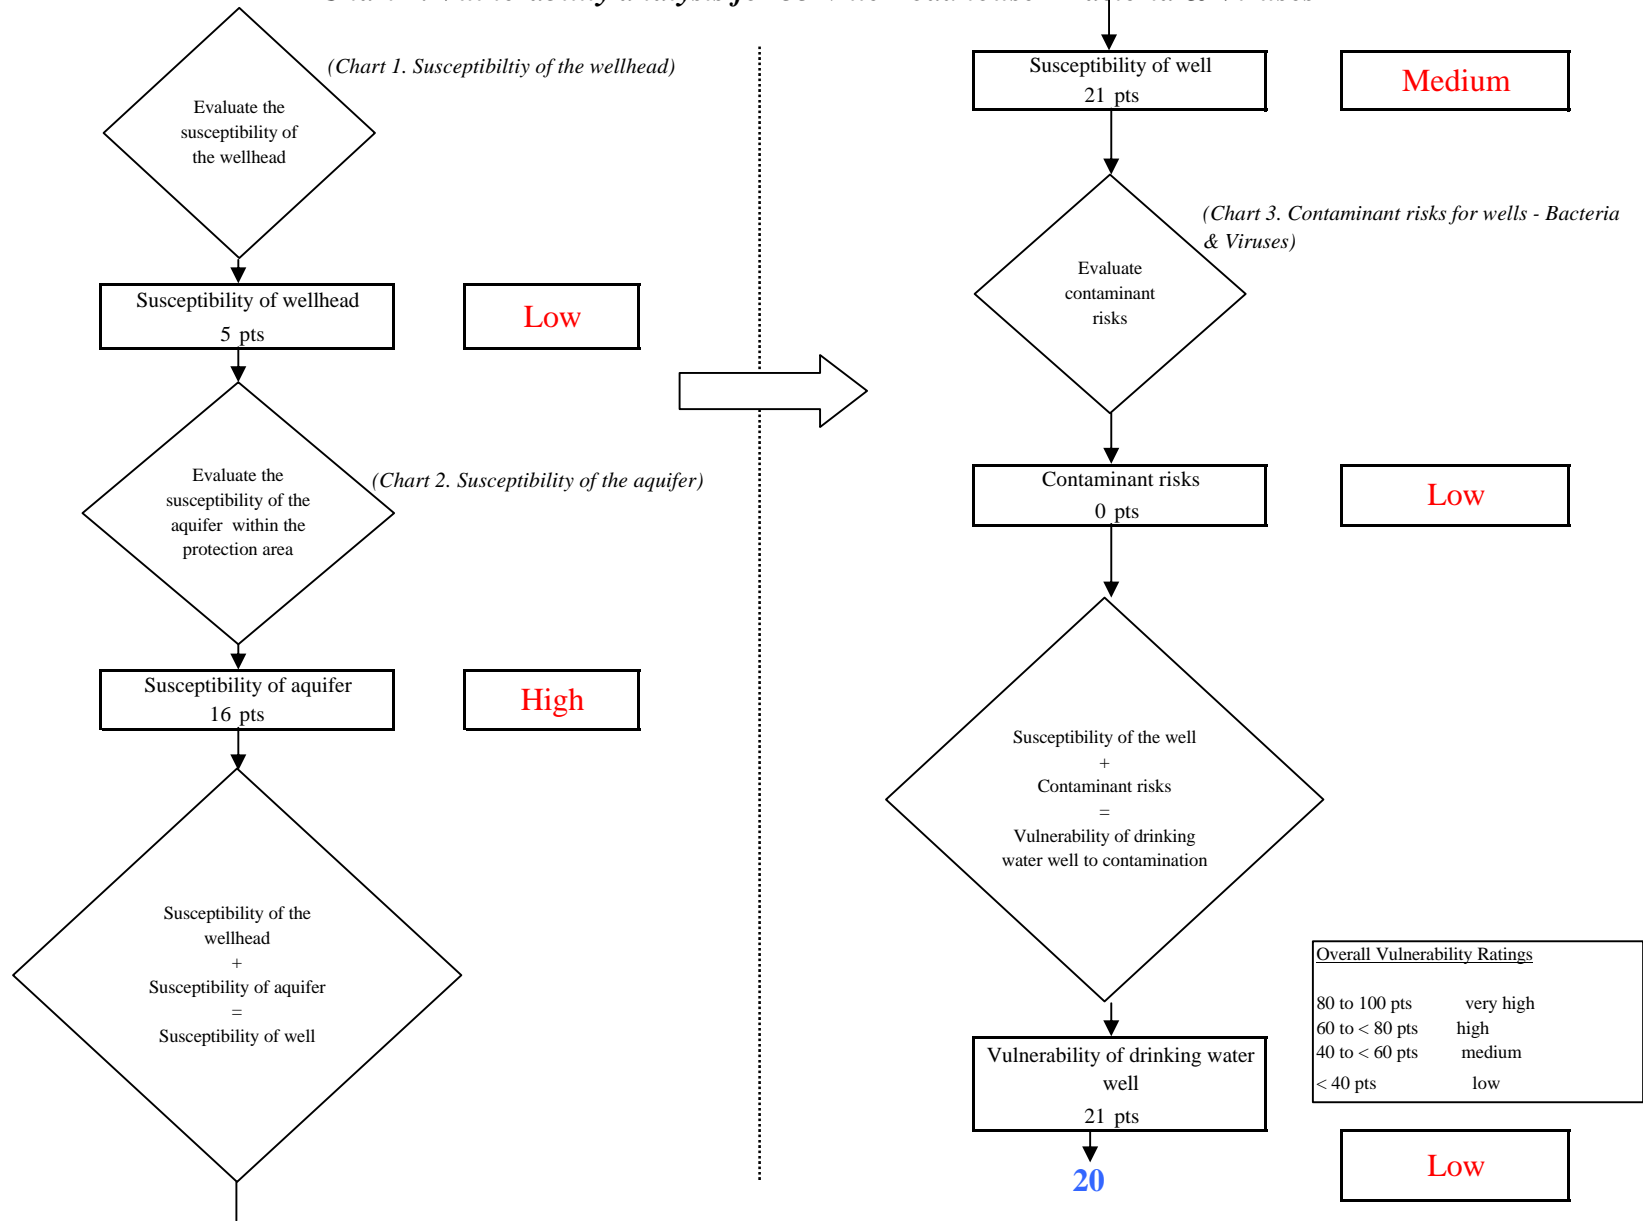 (Chart 1. Susceptibiltiy of the wellhead)
Evaluate the
susceptibility of
the wellhead
Susceptibility of wellhead
5 pts
Low
Evaluate the
susceptibility of the
aquifer within the
protection area
(Chart 2. Susceptibility of the aquifer)
Susceptibility of aquifer
16 pts
High
Susceptibility of the
wellhead
+
Susceptibility of aquifer
=
Susceptibility of well
Susceptibility of well
21 pts
Medium
(Chart 3. Contaminant risks for wells - Bacteria
& Viruses)
Evaluate
contaminant
risks
Contaminant risks
0 pts
Low
Susceptibility of the well
+
Contaminant risks
=
Vulnerability of drinking
water well to contamination
Overall Vulnerability Ratings
80 to 100 pts very high
60 to < 80 pts high
40 to < 60 pts medium
< 40 pts low
Vulnerability of drinking water
well
21 pts
20
Low